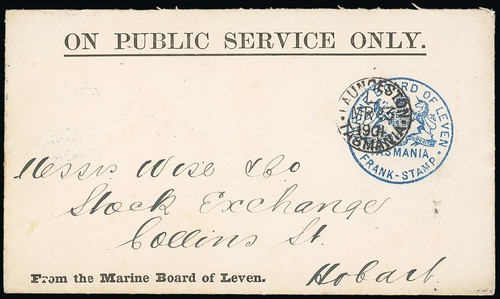 ON PUBLIC SERVICE ONLY.
LAUNCESTON
1901
TASMANIA
BOARD OF LEVEN
TASMANIA
FRANK-STAMP
Messrs Wise & Co
Stock Exchange
Collins St.
Hobart.
From the Marine Board of Leven.